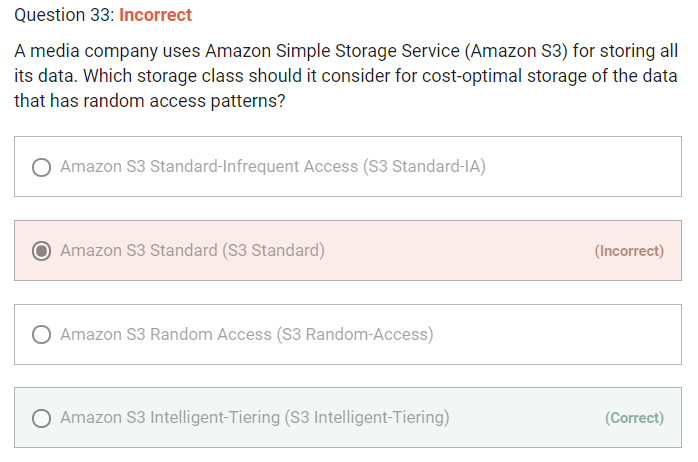 Question 33: Incorrect
A media company uses Amazon Simple Storage Service (Amazon S3) for storing all
its data. Which storage class should it consider for cost-optimal storage of the data
that has random access patterns?
Amazon S3 Standard-Infrequent Access (S3 Standard-IA)
Amazon S3 Standard (S3 Standard) (Incorrect)
Amazon S3 Random Access (S3 Random-Access)
Amazon S3 Intelligent-Tiering (S3 Intelligent-Tiering) (Correct)